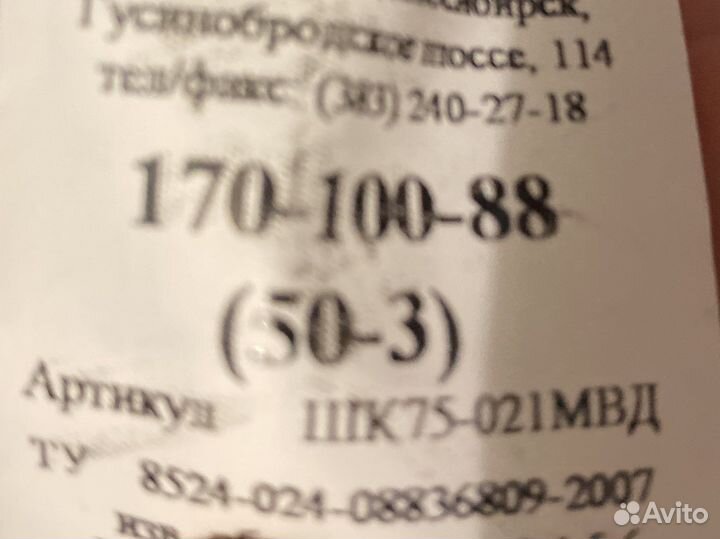 Гусинобродское шоссе, 114
тел/факс: (383) 240-27-18
170-100-88
(50-3)
Артикул ШК75-021МВД
ТУ 8524-024-08836809-2007
изв
Avito